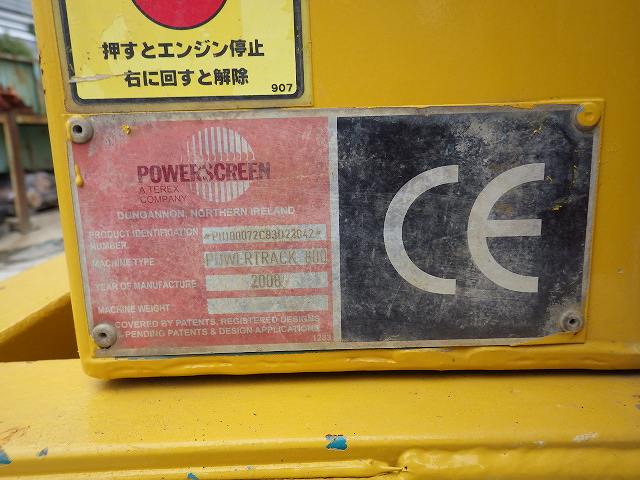 押すとエンジン停止
右に回すと解除
907
POWERSCREEN
A TEREX
COMPANY
DUNGANNON, NORTHERN IRELAND
PRODUCT IDENTIFICATION
NUMBER.
MACHINE TYPE POWERTRACK 800
YEAR OF MANUFACTURE 2008
MACHINE WEIGHT
COVERED BY PATENTS, REGISTERED DESIGNS
PENDING PATENTS & DESIGN APPLICATIONS
1283
CE